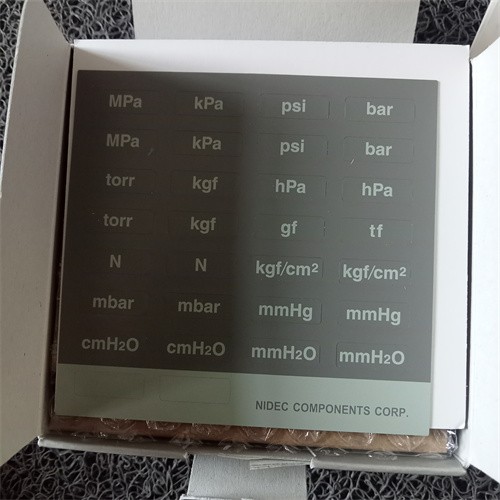 MPa kPa psi bar
MPa kPa psi bar
torr kgf hPa hPa
torr kgf gf tf
N N kgf/cm² kgf/cm²
mbar mbar mmHg mmHg
cmH₂O cmH₂O mmH₂O mmH₂O
NIDEC COMPONENTS CORP.